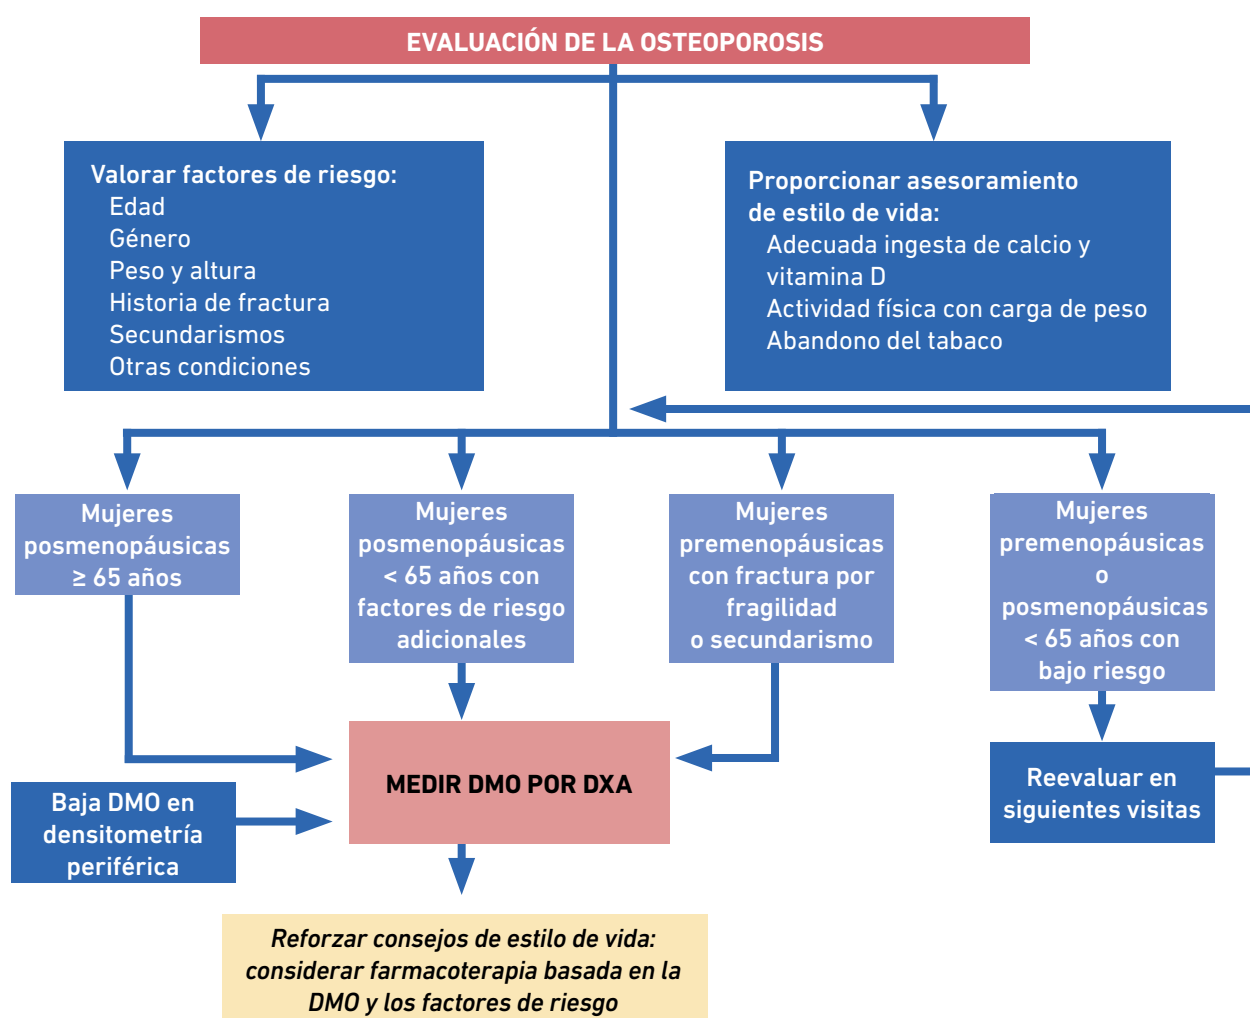 EVALUACIÓN DE LA OSTEOPOROSIS
Valorar factores de riesgo:
Edad
Género
Peso y altura
Historia de fractura
Secundarismos
Otras condiciones
Proporcionar asesoramiento
de estilo de vida:
Adecuada ingesta de calcio y
vitamina D
Actividad física con carga de peso
Abandono del tabaco
Mujeres
posmenopáusicas
≥ 65 años
Mujeres
posmenopáusicas
< 65 años con
factores de riesgo
adicionales
Mujeres
premenopáusicas
con fractura por
fragilidad
o secundarismo
Mujeres
premenopáusicas
o
posmenopáusicas
< 65 años con
bajo riesgo
MEDIR DMO POR DXA
Baja DMO en
densitometría
periférica
Reevaluar en
siguientes visitas
Reforzar consejos de estilo de vida:
considerar farmacoterapia basada en la
DMO y los factores de riesgo